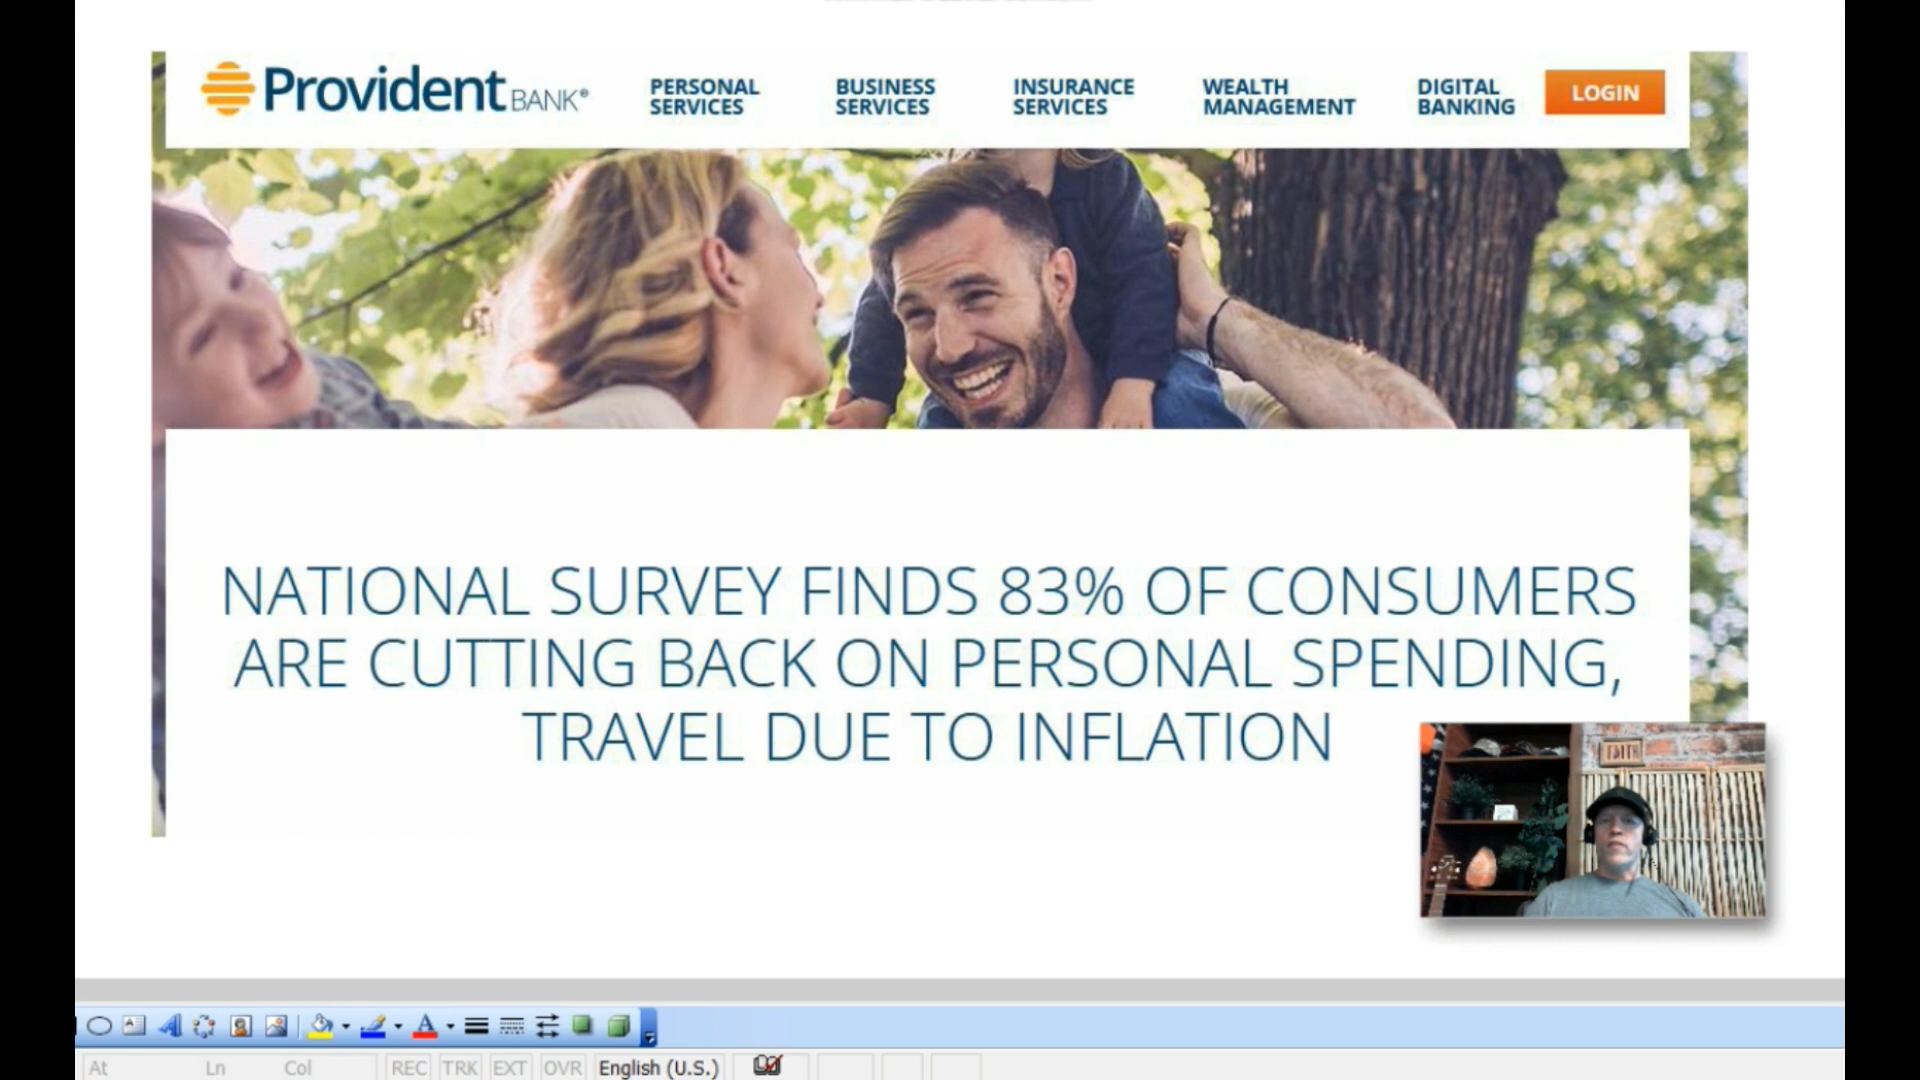 Provident BANK®
PERSONAL SERVICES
BUSINESS SERVICES
INSURANCE SERVICES
WEALTH MANAGEMENT
DIGITAL BANKING
LOGIN
NATIONAL SURVEY FINDS 83% OF CONSUMERS
ARE CUTTING BACK ON PERSONAL SPENDING,
TRAVEL DUE TO INFLATION
FAITH
At Ln Col REC TRK EXT OVR English (U.S.)